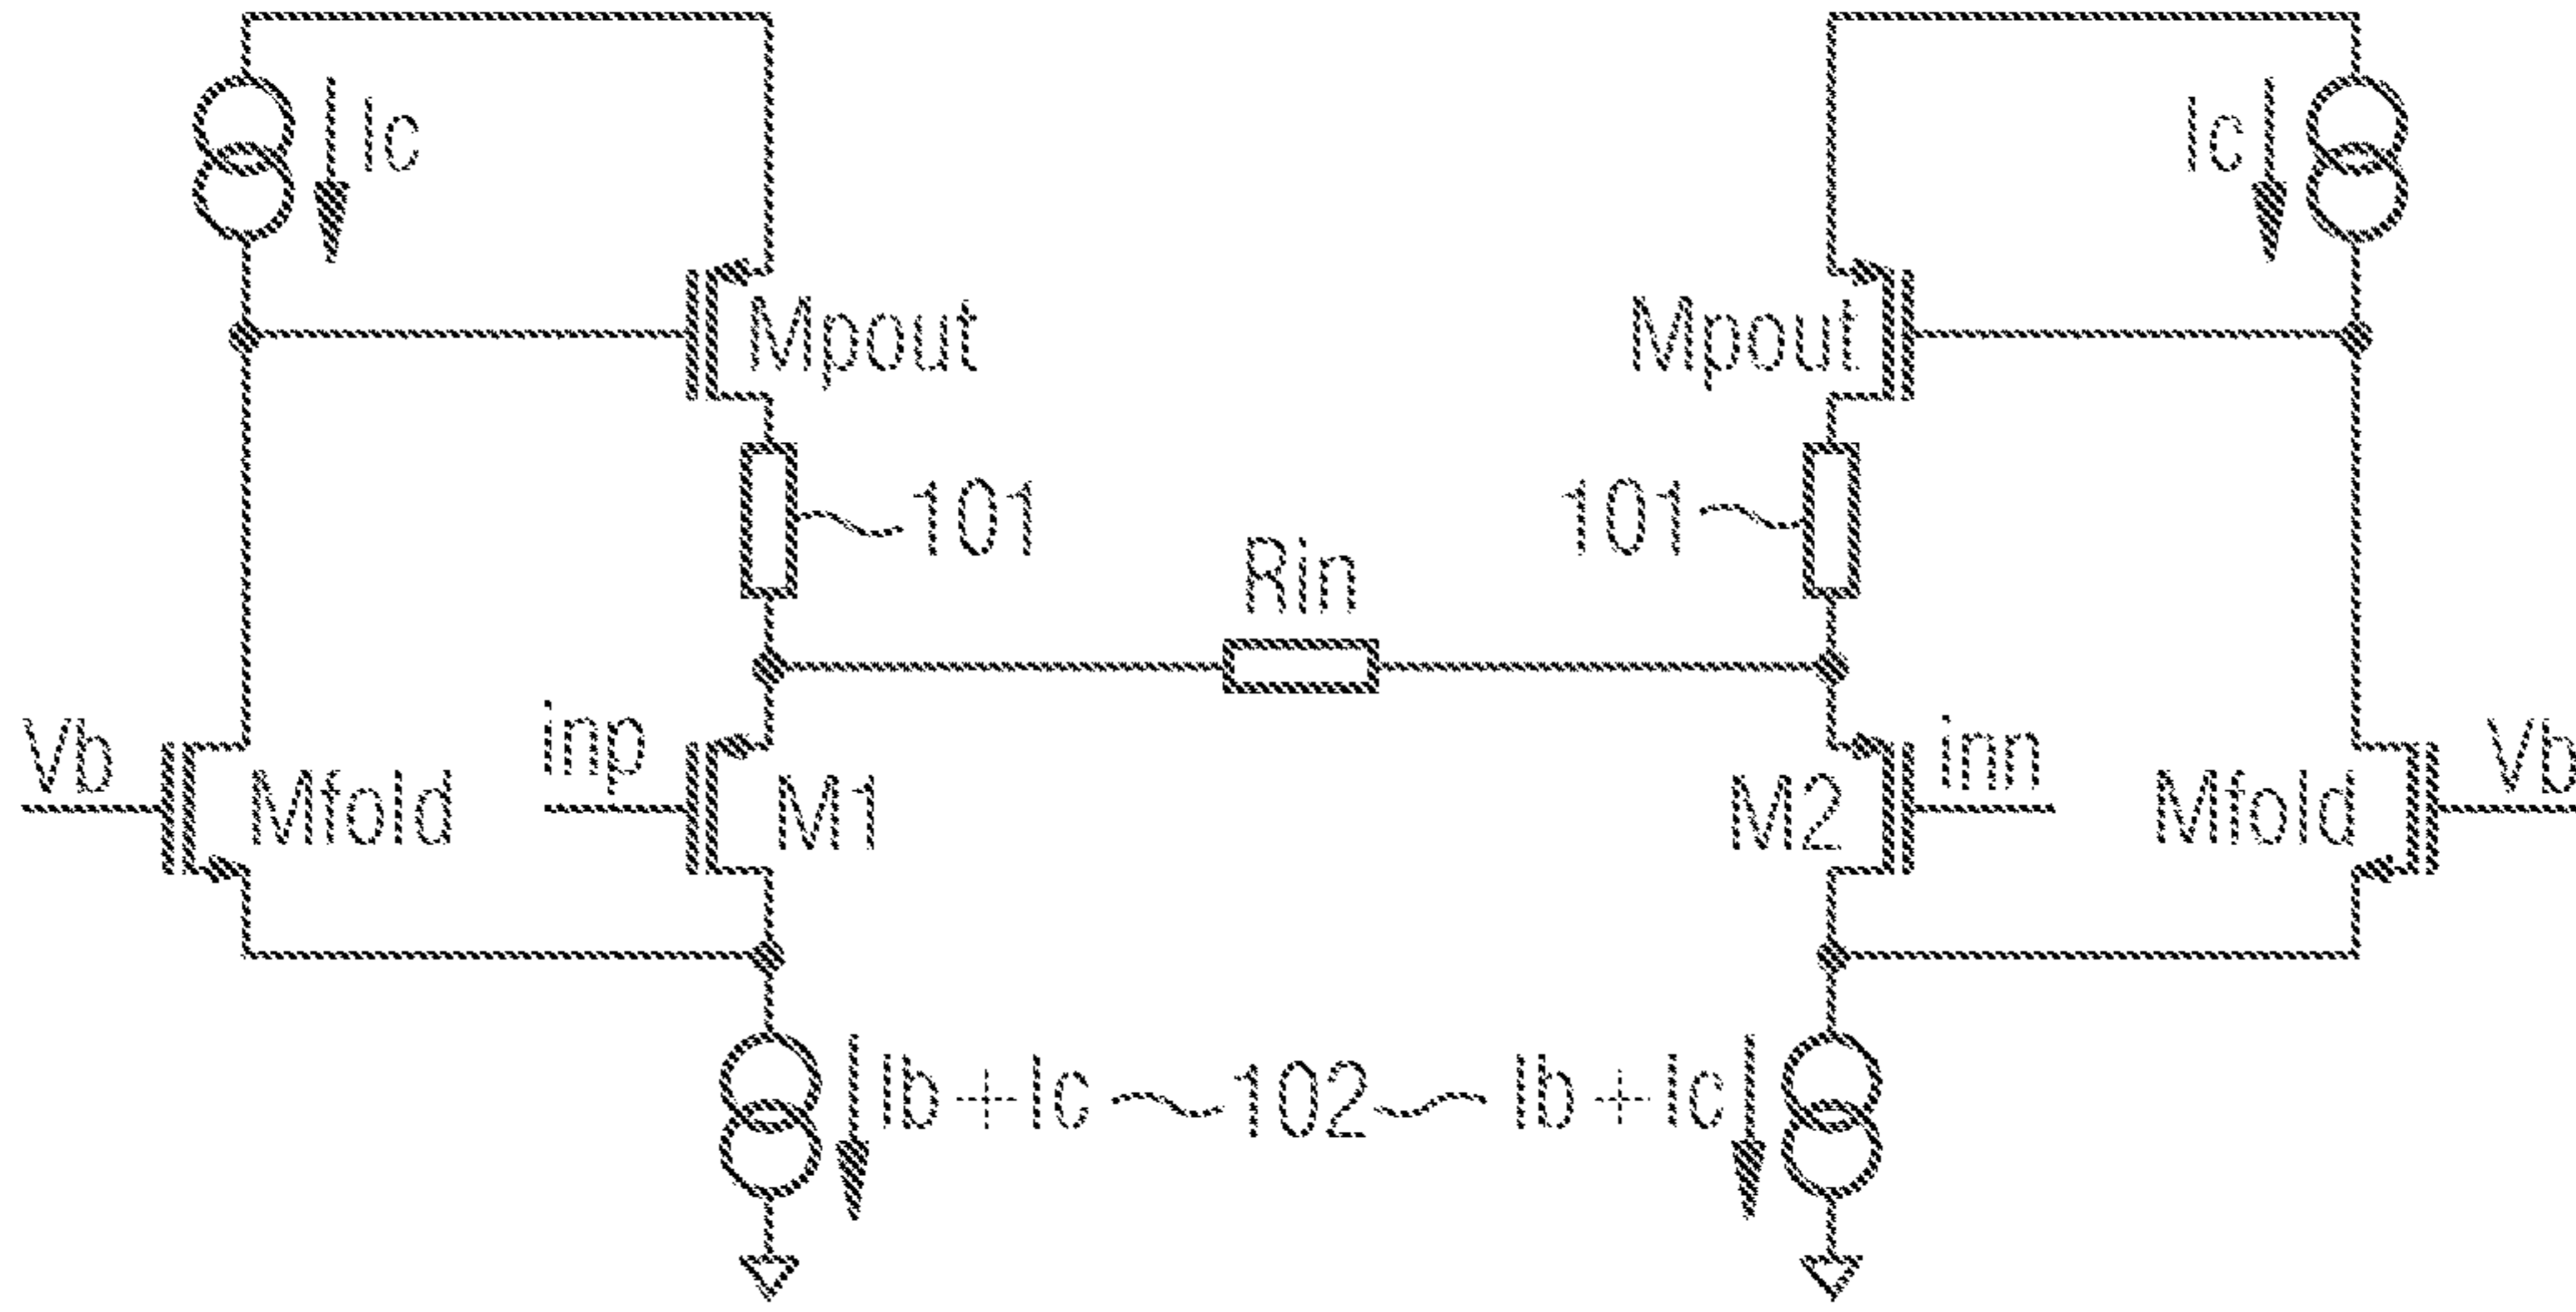 Ic Ic
Mpout Mpout
101 101
Rin
Vb Mfold inp M1 M2 inn Mfold Vb
Ib+Ic 102 Ib+Ic